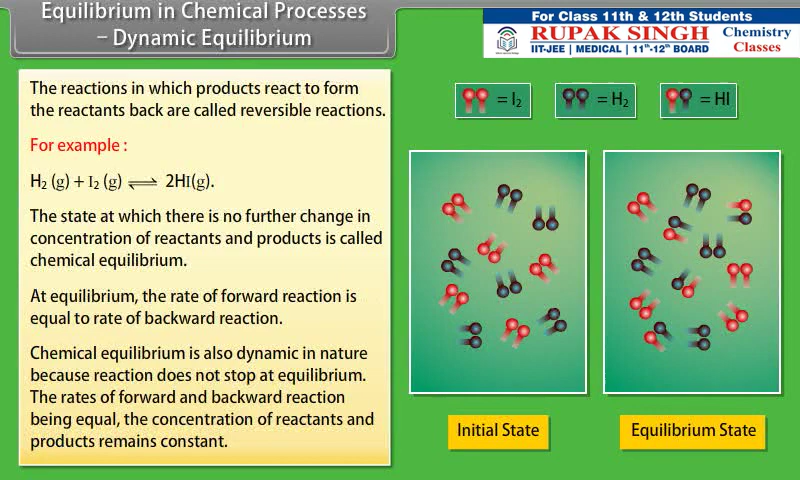 Equilibrium in Chemical Processes
– Dynamic Equilibrium
For Class 11th & 12th Students
RUPAK SINGH
IIT-JEE | MEDICAL | 11th-12th BOARD
Chemistry
Classes
The reactions in which products react to form
the reactants back are called reversible reactions.
For example :
H₂ (g) + I₂ (g) ⇌ 2HI(g).
The state at which there is no further change in
concentration of reactants and products is called
chemical equilibrium.
At equilibrium, the rate of forward reaction is
equal to rate of backward reaction.
Chemical equilibrium is also dynamic in nature
because reaction does not stop at equilibrium.
The rates of forward and backward reaction
being equal, the concentration of reactants and
products remains constant.
= I₂
= H₂
= HI
Initial State
Equilibrium State